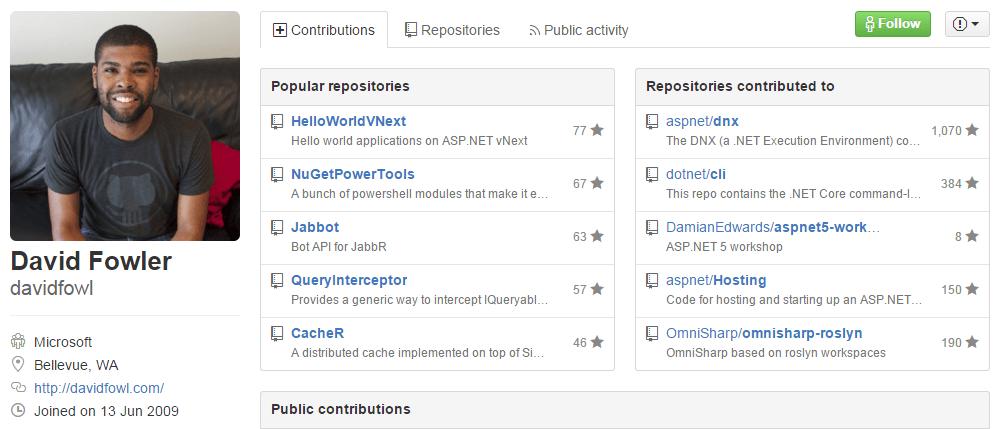 Contributions
Repositories
Public activity
Follow
David Fowler
davidfowl
Microsoft
Bellevue, WA
http://davidfowl.com/
Joined on 13 Jun 2009
Popular repositories
HelloWorldVNext
Hello world applications on ASP.NET vNext
77
NuGetPowerTools
A bunch of powershell modules that make it e…
67
Jabbot
Bot API for JabbR
63
QueryInterceptor
Provides a generic way to intercept IQueryabl…
57
CacheR
A distributed cache implemented on top of Si…
46
Repositories contributed to
aspnet/dnx
The DNX (a .NET Execution Environment) co…
1,070
dotnet/cli
This repo contains the .NET Core command-l…
384
DamianEdwards/aspnet5-work…
ASP.NET 5 workshop
8
aspnet/Hosting
Code for hosting and starting up an ASP.NET…
150
OmniSharp/omnisharp-roslyn
OmniSharp based on roslyn workspaces
190
Public contributions